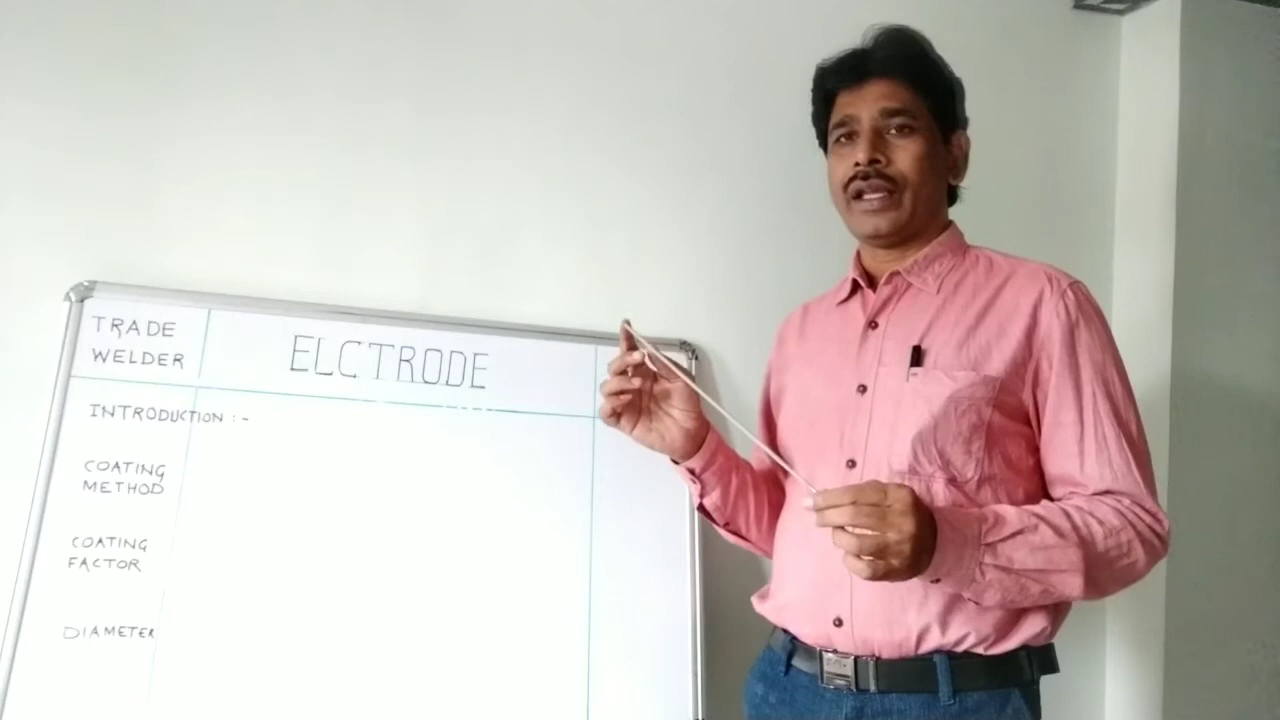 TRADE
WELDER
ELCTRODE
INTRODUCTION :-
COATING
METHOD
COATING
FACTOR
DIAMETER